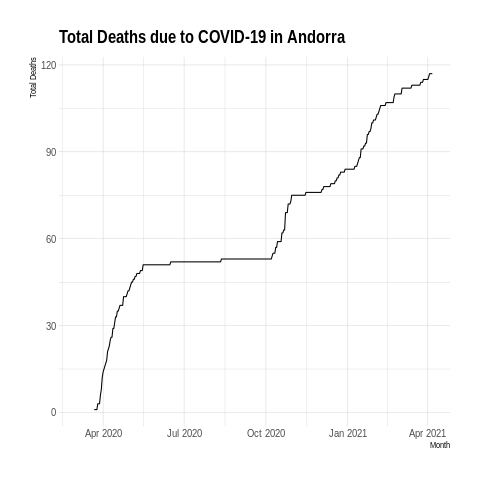 Total Deaths due to COVID-19 in Andorra
Total Deaths
120
90
60
30
0
Apr 2020 Jul 2020 Oct 2020 Jan 2021 Apr 2021
Month